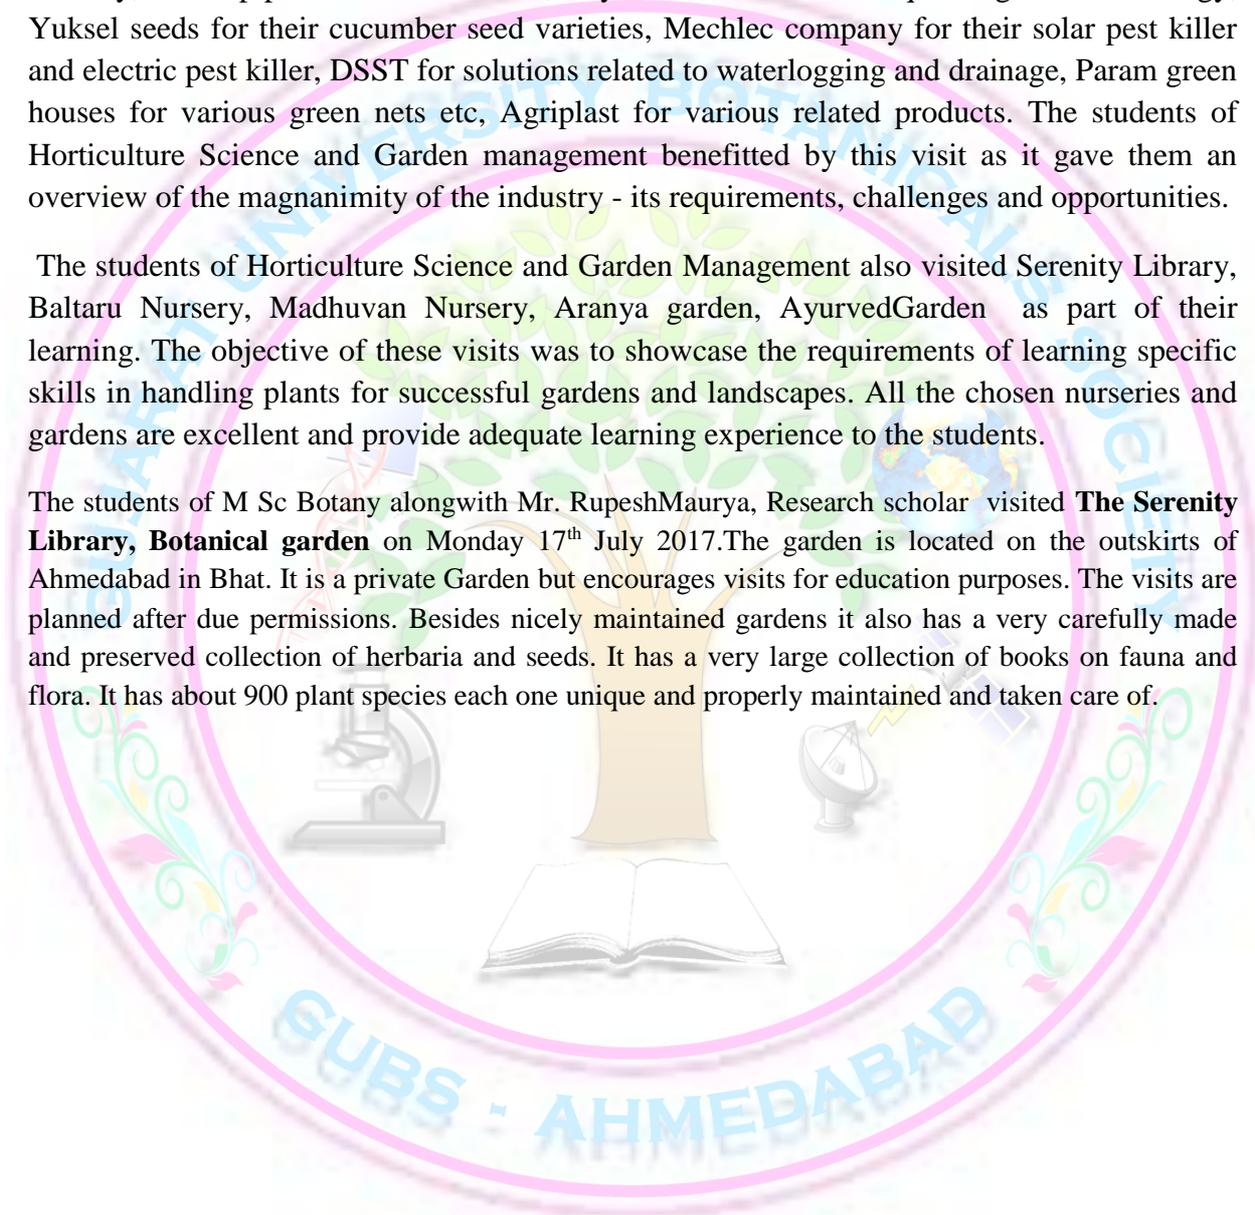 Yuksel seeds for their cucumber seed varieties, Mechlec company for their solar pest killer
and electric pest killer, DSST for solutions related to waterlogging and drainage, Param green
houses for various green nets etc, Agriplast for various related products. The students of
Horticulture Science and Garden management benefitted by this visit as it gave them an
overview of the magnanimity of the industry - its requirements, challenges and opportunities.
The students of Horticulture Science and Garden Management also visited Serenity Library,
Baltaru Nursery, Madhuvan Nursery, Aranya garden, AyurvedGarden as part of their
learning. The objective of these visits was to showcase the requirements of learning specific
skills in handling plants for successful gardens and landscapes. All the chosen nurseries and
gardens are excellent and provide adequate learning experience to the students.
The students of M Sc Botany alongwith Mr. RupeshMaurya, Research scholar visited The Serenity
Library, Botanical garden on Monday 17th July 2017.The garden is located on the outskirts of
Ahmedabad in Bhat. It is a private Garden but encourages visits for education purposes. The visits are
planned after due permissions. Besides nicely maintained gardens it also has a very carefully made
and preserved collection of herbaria and seeds. It has a very large collection of books on fauna and
flora. It has about 900 plant species each one unique and properly maintained and taken care of.
GUJARAT UNIVERSITY BOTANICALS SOCIETY
GUBS - AHMEDABAD